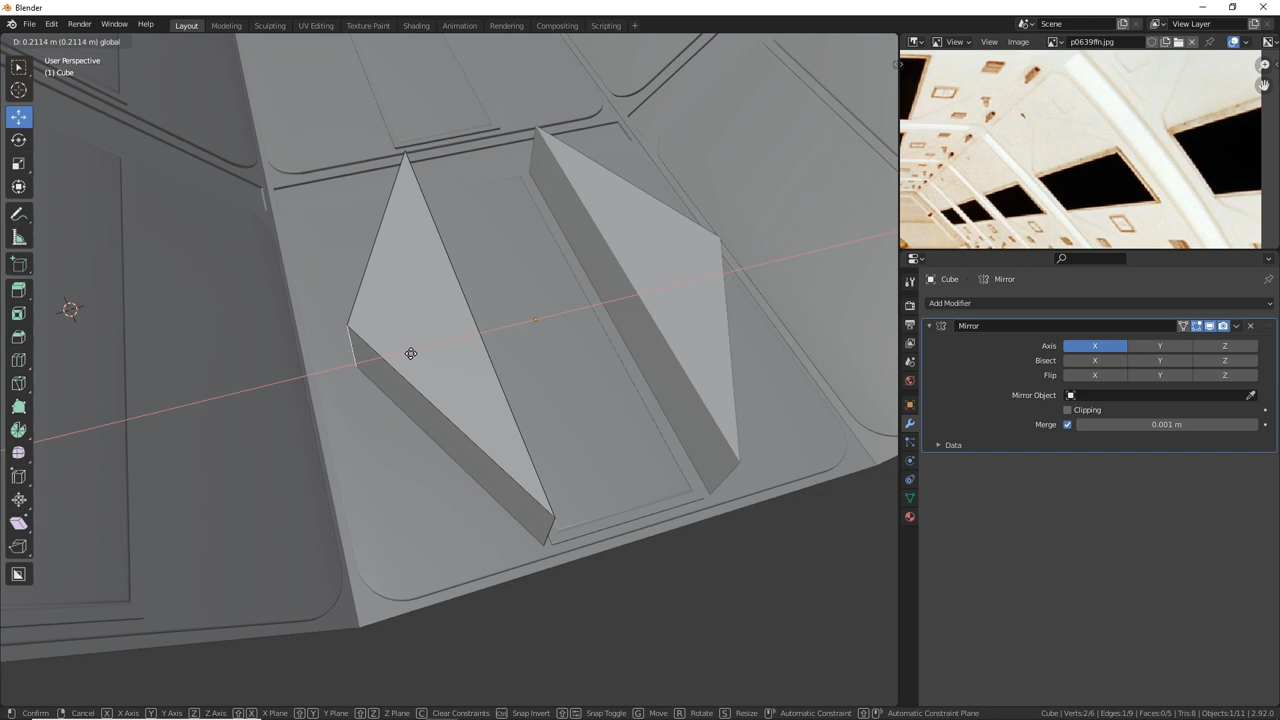 Blender
File Edit Render Window Help
Layout Modeling Sculpting UV Editing Texture Paint Shading Animation Rendering Compositing Scripting +
Scene
View Layer
D: 0.2114 m (0.2114 m) global
User Perspective
(1) Cube
View View Image p0639ffn.jpg
Cube Mirror
Add Modifier
Mirror
Axis X Y Z
Bisect X Y Z
Flip X Y Z
Mirror Object
Clipping
Merge 0.001 m
Data
Confirm Cancel X X Axis Y Y Axis Z Z Axis X X Plane Y Y Plane Z Z Plane C Clear Constraints Snap Invert Snap Toggle G Move R Rotate S Resize Automatic Constraint Automatic Constraint Plane
Cube | Verts:2/6 | Edges:1/9 | Faces:0/5 | Tris:8 | Objects:1/11 | 2.92.0